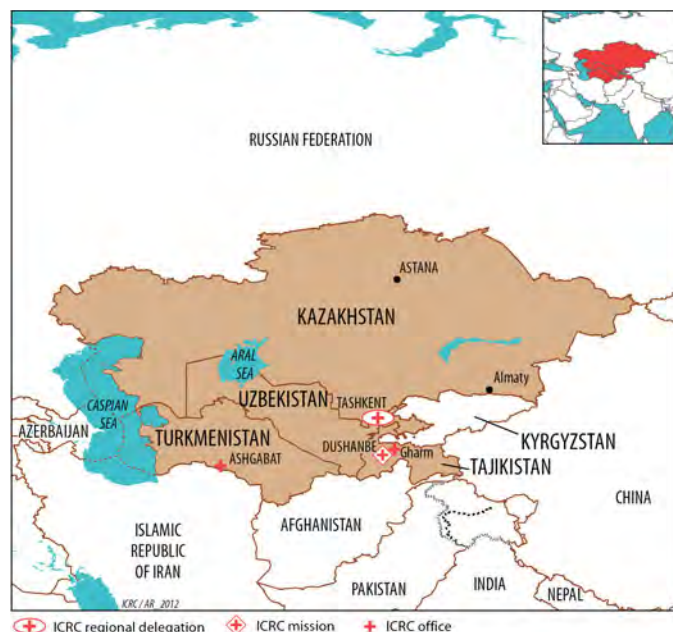 RUSSIAN FEDERATION
ASTANA
KAZAKHSTAN
ARAL
SEA
Almaty
CASPIAN
SEA
UZBEKISTAN
TASHKENT
AZERBAIJAN
TURKMENISTAN
KYRGYZSTAN
DUSHANBE
Gharm
ASHGABAT
TAJIKISTAN
CHINA
ISLAMIC
REPUBLIC
OF IRAN
AFGHANISTAN
PAKISTAN
INDIA
NEPAL
ICRC / AR_2012
ICRC regional delegation
ICRC mission
ICRC office